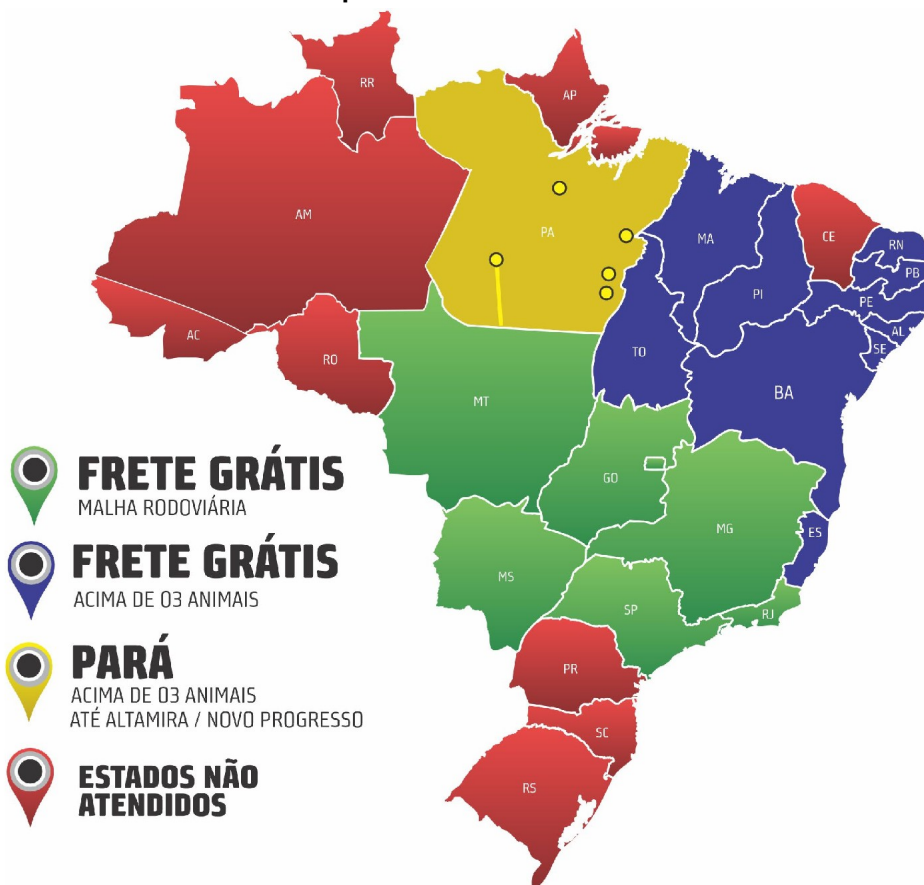 RR
AP
AM
PA
MA
CE
RN
PB
PI
PE
AL
SE
AC
RO
TO
BA
MT
GO
MG
ES
MS
SP
RJ
PR
SC
RS
FRETE GRÁTIS
MALHA RODOVIÁRIA
FRETE GRÁTIS
ACIMA DE 03 ANIMAIS
PARÁ
ACIMA DE 03 ANIMAIS
ATÉ ALTAMIRA / NOVO PROGRESSO
ESTADOS NÃO
ATENDIDOS